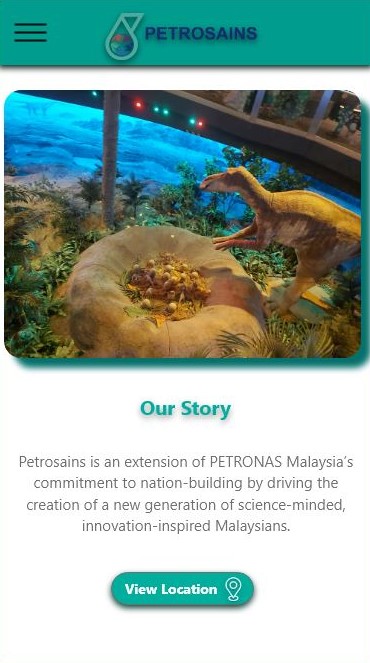 PETROSAINS
Our Story
Petrosains is an extension of PETRONAS Malaysia's
commitment to nation-building by driving the
creation of a new generation of science-minded,
innovation-inspired Malaysians.
View Location